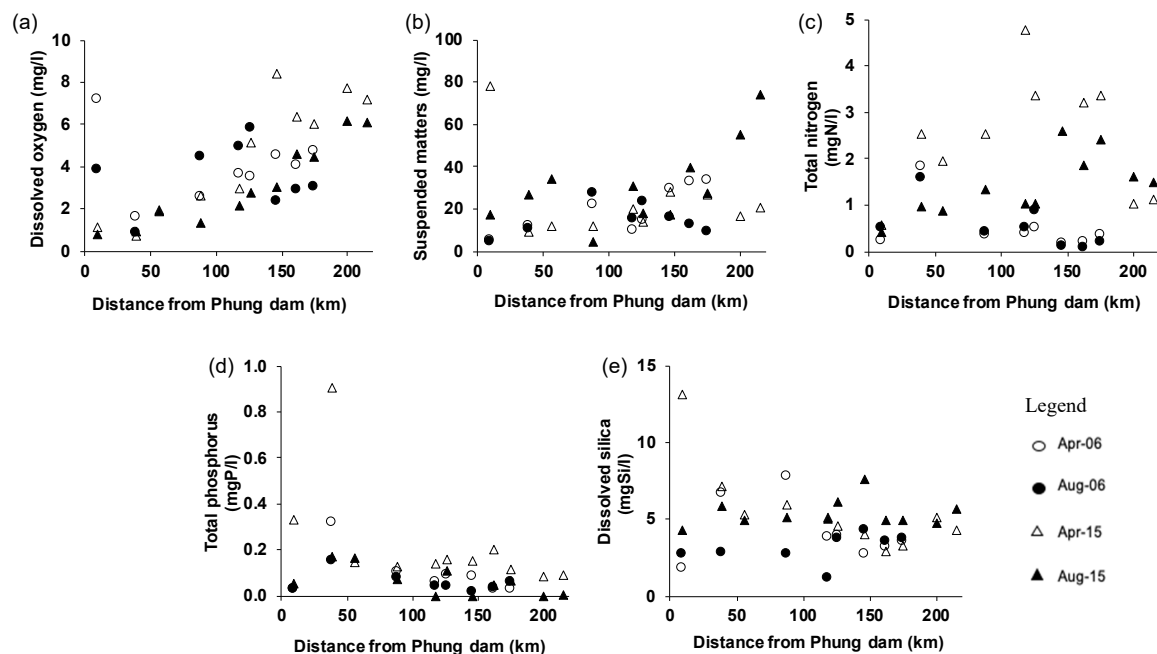 (a)
Dissolved oxygen (mg/l)
10
8
6
4
2
0
0 50 100 150 200
Distance from Phung dam (km)
(b)
Suspended matters (mg/l)
100
80
60
40
20
0
0 50 100 150 200
Distance from Phung dam (km)
(c)
Total nitrogen
(mgN/l)
5
4
3
2
1
0
0 50 100 150 200
Distance from Phung dam (km)
(d)
Total phosphorus
(mgP/l)
1.0
0.8
0.6
0.4
0.2
0.0
0 50 100 150 200
Distance from Phung dam (km)
(e)
Dissolved silica
(mgSi/l)
15
10
5
0
0 50 100 150 200
Distance from Phung dam (km)
Legend
Apr-06
Aug-06
Apr-15
Aug-15